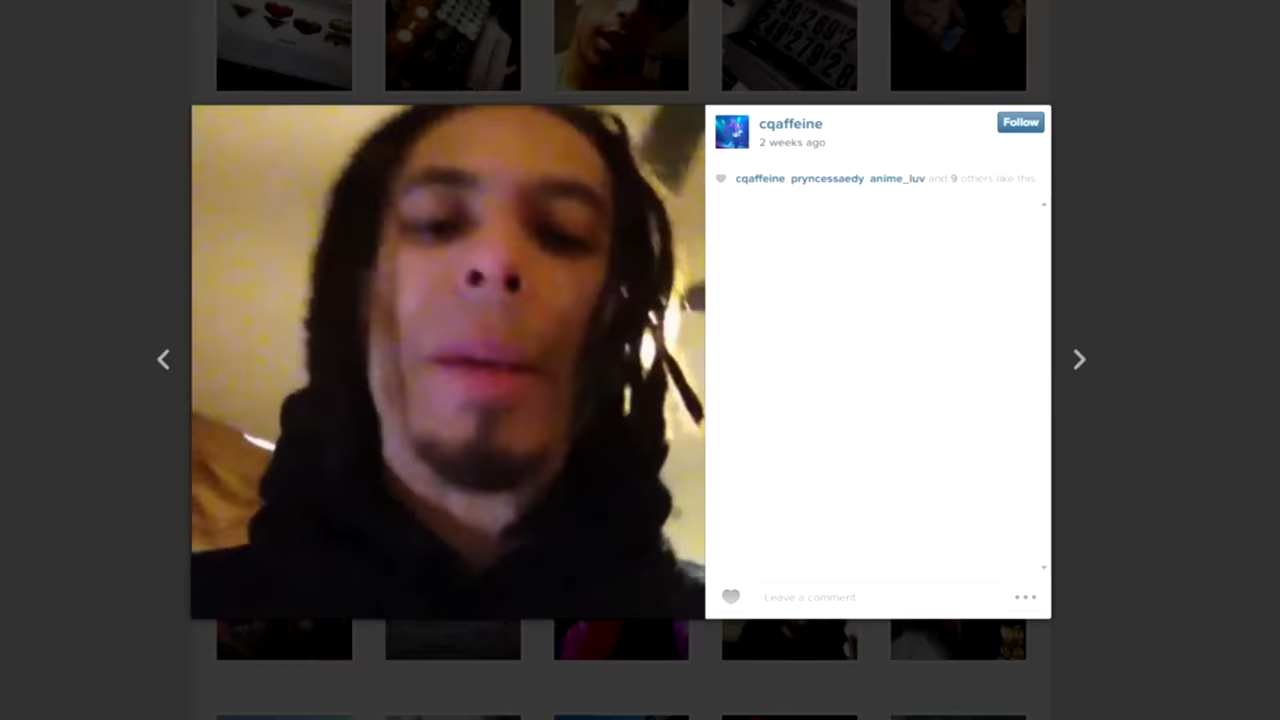 cqaffeine
Follow
2 weeks ago
cqaffeine, pryncessaedy, anime_luv and 9 others like this.
Leave a comment